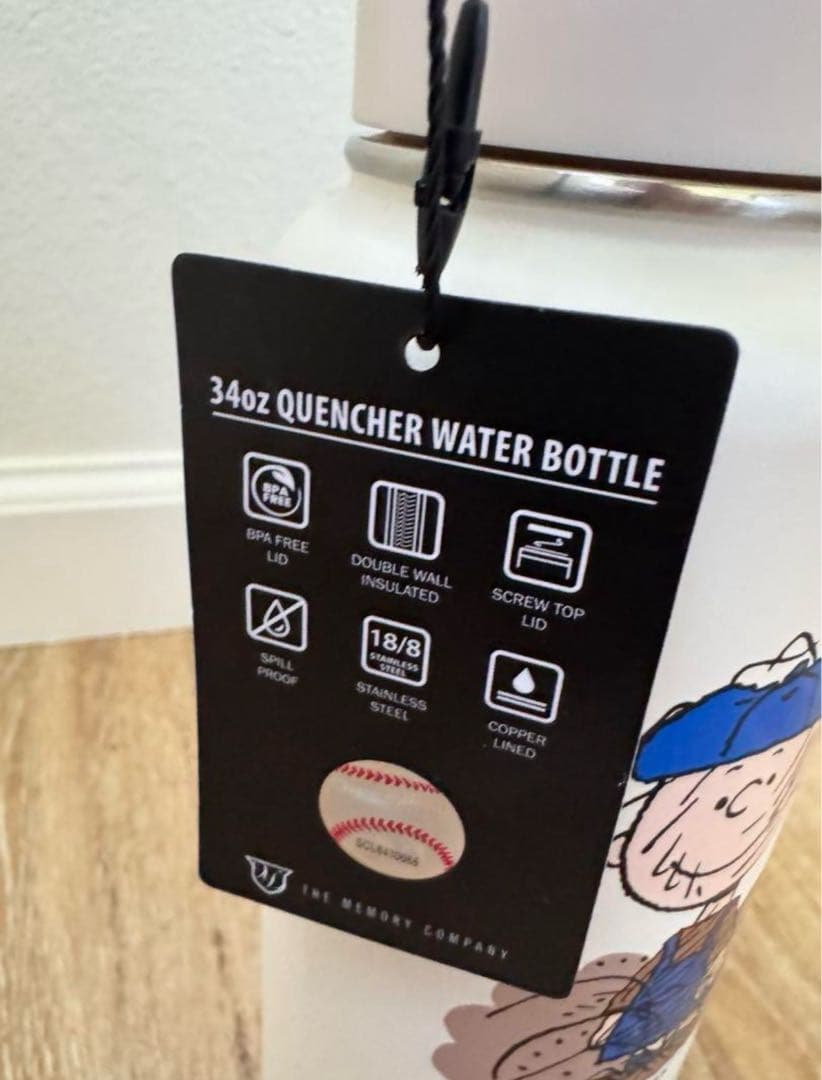 34oz QUENCHER WATER BOTTLE
BPA
FREE
BPA FREE
LID
DOUBLE WALL
INSULATED
SCREW TOP
LID
SPILL
PROOF
18/8
STAINLESS
STEEL
STAINLESS
STEEL
COPPER
LINED
THE MEMORY COMPANY